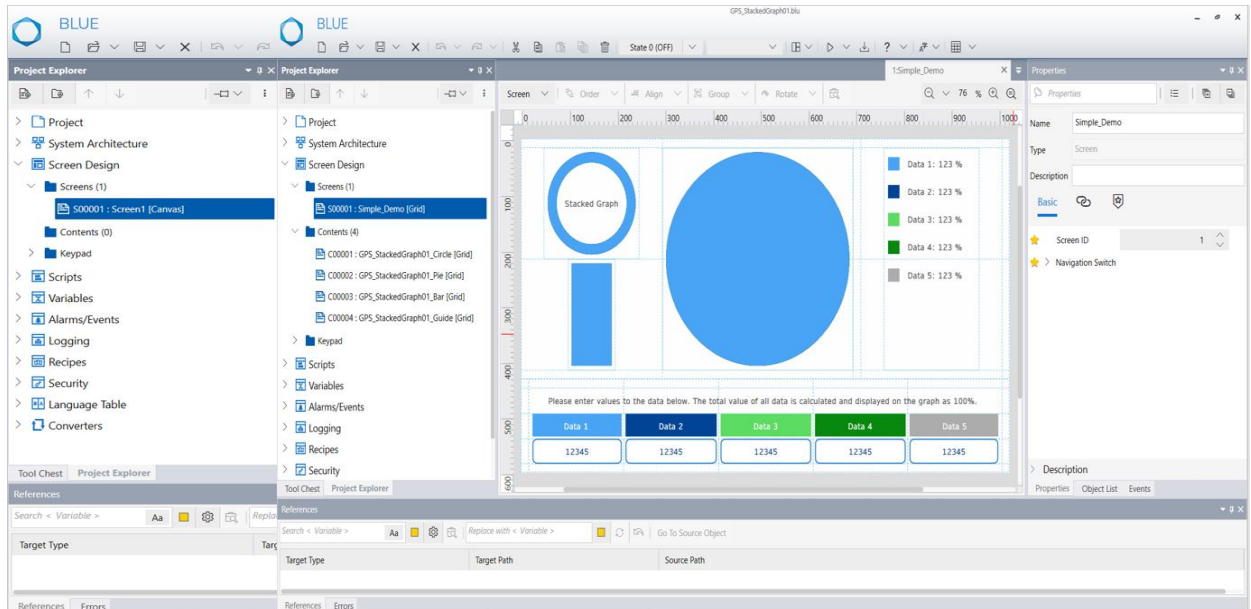 GPS_StackedGraph01.blu
BLUE
Project Explorer
Project
System Architecture
Screen Design
Screens (1)
S00001 : Screen1 [Canvas]
Contents (0)
Keypad
Scripts
Variables
Alarms/Events
Logging
Recipes
Security
Language Table
Converters
Tool Chest Project Explorer
References
Search < Variable > Aa Repla
Target Type Targ
References Errors
BLUE
State 0 (OFF)
Project Explorer
Project
System Architecture
Screen Design
Screens (1)
S00001 : Simple_Demo [Grid]
Contents (4)
C00001 : GPS_StackedGraph01_Circle [Grid]
C00002 : GPS_StackedGraph01_Pie [Grid]
C00003 : GPS_StackedGraph01_Bar [Grid]
C00004 : GPS_StackedGraph01_Guide [Grid]
Keypad
Scripts
Variables
Alarms/Events
Logging
Recipes
Security
Tool Chest Project Explorer
1:Simple_Demo
Screen Order Align Group Rotate 76 %
0 100 200 300 400 500 600 700 800 900 1000
0
100
200
300
400
500
600
Stacked Graph
Data 1: 123 %
Data 2: 123 %
Data 3: 123 %
Data 4: 123 %
Data 5: 123 %
Please enter values to the data below. The total value of all data is calculated and displayed on the graph as 100%.
Data 1 Data 2 Data 3 Data 4 Data 5
12345 12345 12345 12345 12345
Properties
Properties
Name Simple_Demo
Type Screen
Description
Basic
Screen ID 1
Navigation Switch
Description
Properties Object List Events
References
Search < Variable > Aa Replace with < Variable > Go To Source Object
Target Type Target Path Source Path
References Errors